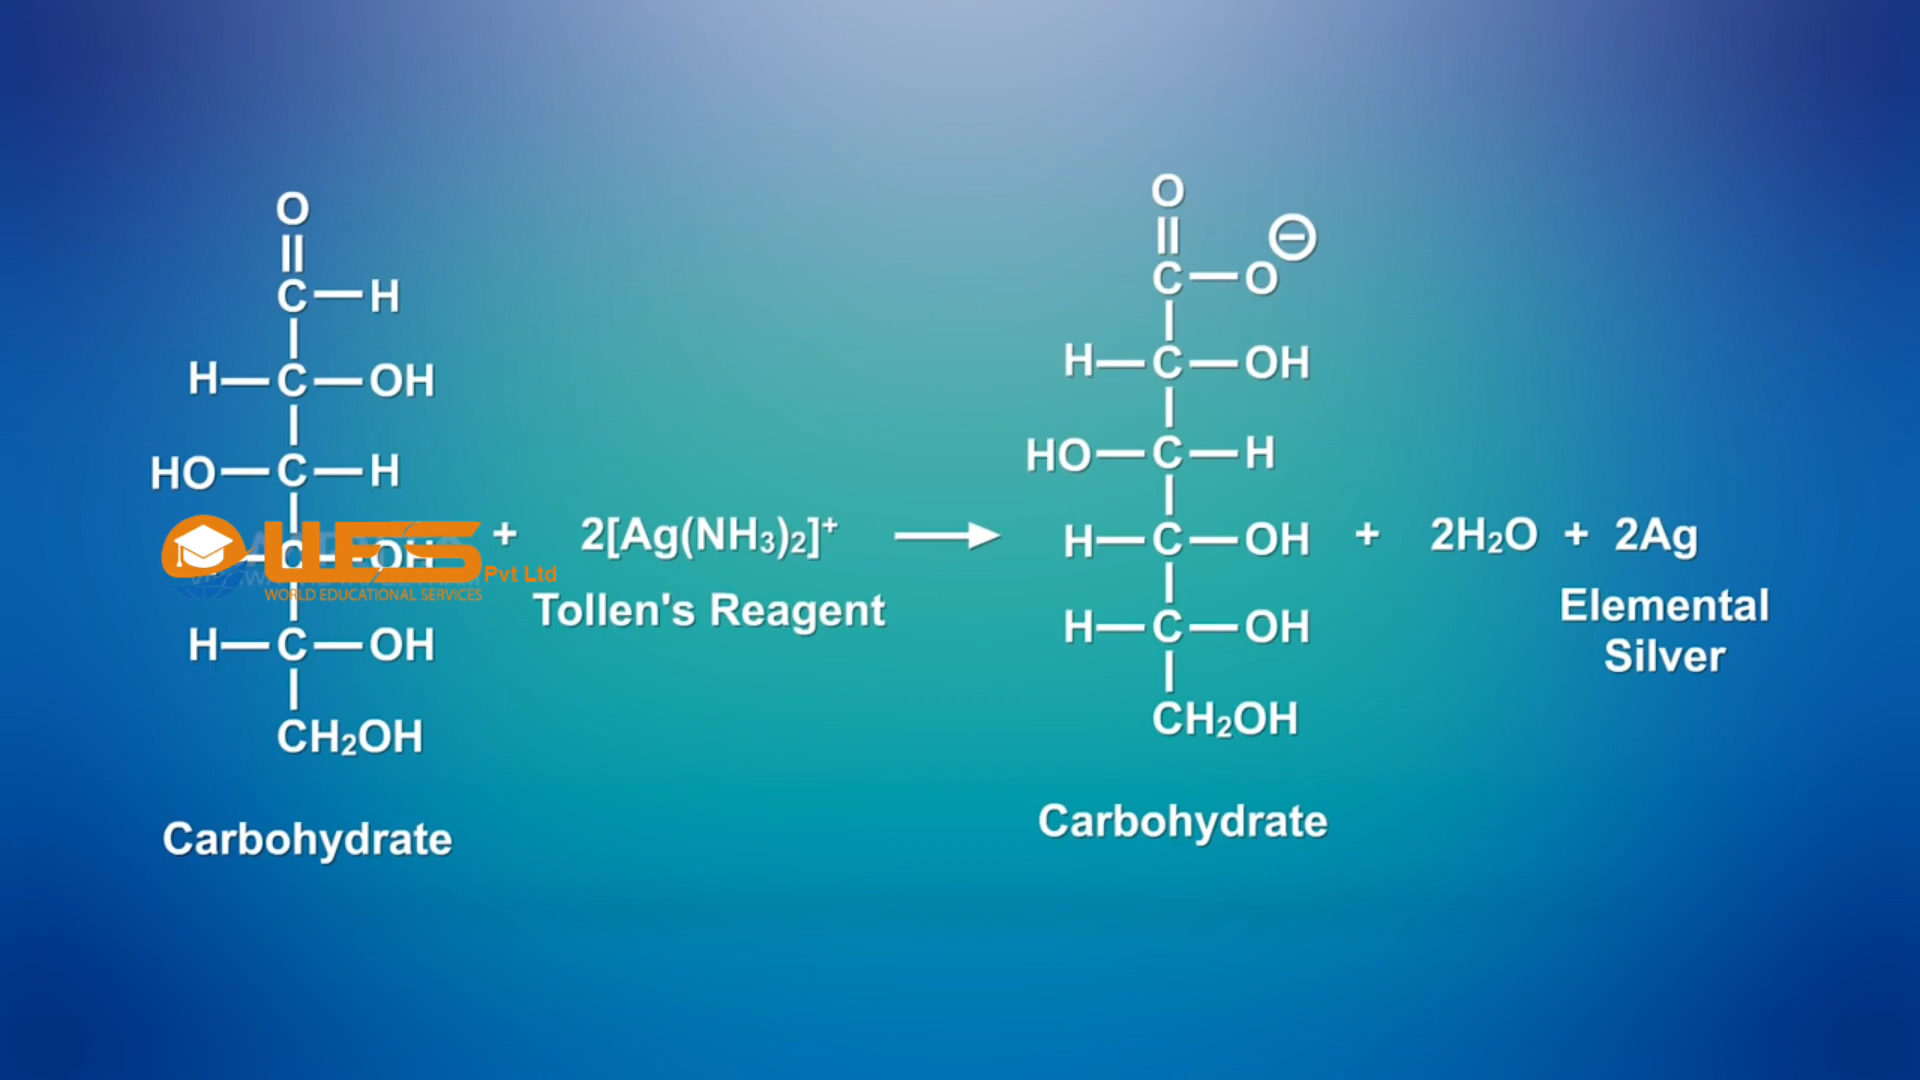 O
C—H
H—C—OH
HO—C—H
C—OH
H—C—OH
CH₂OH
Carbohydrate
WES Pvt Ltd
WORLD EDUCATIONAL SERVICES
+ 2[Ag(NH₃)₂]⁺
Tollen's Reagent
O
C—O⊖
H—C—OH
HO—C—H
H—C—OH
H—C—OH
CH₂OH
Carbohydrate
+ 2H₂O + 2Ag
Elemental
Silver